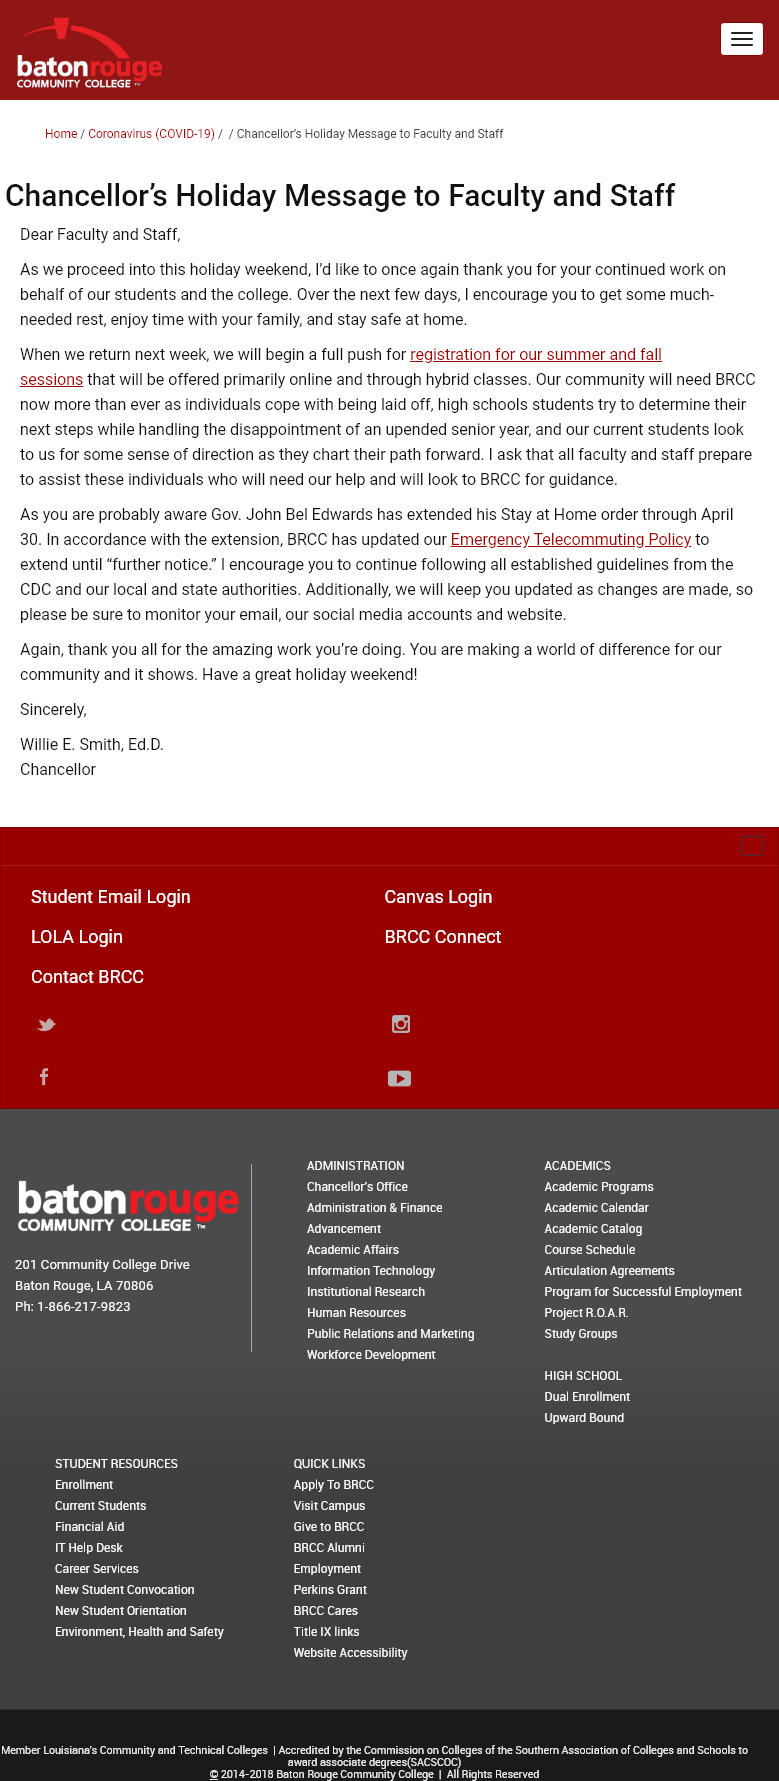 batonrouge
COMMUNITY COLLEGE™
Home / Coronavirus (COVID-19) /  / Chancellor’s Holiday Message to Faculty and Staff
Chancellor’s Holiday Message to Faculty and Staff
Dear Faculty and Staff,
As we proceed into this holiday weekend, I’d like to once again thank you for your continued work on
behalf of our students and the college. Over the next few days, I encourage you to get some much-
needed rest, enjoy time with your family, and stay safe at home.
When we return next week, we will begin a full push for registration for our summer and fall
sessions that will be offered primarily online and through hybrid classes. Our community will need BRCC
now more than ever as individuals cope with being laid off, high schools students try to determine their
next steps while handling the disappointment of an upended senior year, and our current students look
to us for some sense of direction as they chart their path forward. I ask that all faculty and staff prepare
to assist these individuals who will need our help and will look to BRCC for guidance.
As you are probably aware Gov. John Bel Edwards has extended his Stay at Home order through April
30. In accordance with the extension, BRCC has updated our Emergency Telecommuting Policy to
extend until “further notice.” I encourage you to continue following all established guidelines from the
CDC and our local and state authorities. Additionally, we will keep you updated as changes are made, so
please be sure to monitor your email, our social media accounts and website.
Again, thank you all for the amazing work you’re doing. You are making a world of difference for our
community and it shows. Have a great holiday weekend!
Sincerely,
Willie E. Smith, Ed.D.
Chancellor
Student Email Login
Canvas Login
LOLA Login
BRCC Connect
Contact BRCC
batonrouge
COMMUNITY COLLEGE™
201 Community College Drive
Baton Rouge, LA 70806
Ph: 1-866-217-9823
ADMINISTRATION
Chancellor's Office
Administration & Finance
Advancement
Academic Affairs
Information Technology
Institutional Research
Human Resources
Public Relations and Marketing
Workforce Development
ACADEMICS
Academic Programs
Academic Calendar
Academic Catalog
Course Schedule
Articulation Agreements
Program for Successful Employment
Project R.O.A.R.
Study Groups
HIGH SCHOOL
Dual Enrollment
Upward Bound
STUDENT RESOURCES
Enrollment
Current Students
Financial Aid
IT Help Desk
Career Services
New Student Convocation
New Student Orientation
Environment, Health and Safety
QUICK LINKS
Apply To BRCC
Visit Campus
Give to BRCC
BRCC Alumni
Employment
Perkins Grant
BRCC Cares
Title IX links
Website Accessibility
Member Louisiana's Community and Technical Colleges | Accredited by the Commission on Colleges of the Southern Association of Colleges and Schools to
award associate degrees(SACSCOC)
© 2014-2018 Baton Rouge Community College | All Rights Reserved